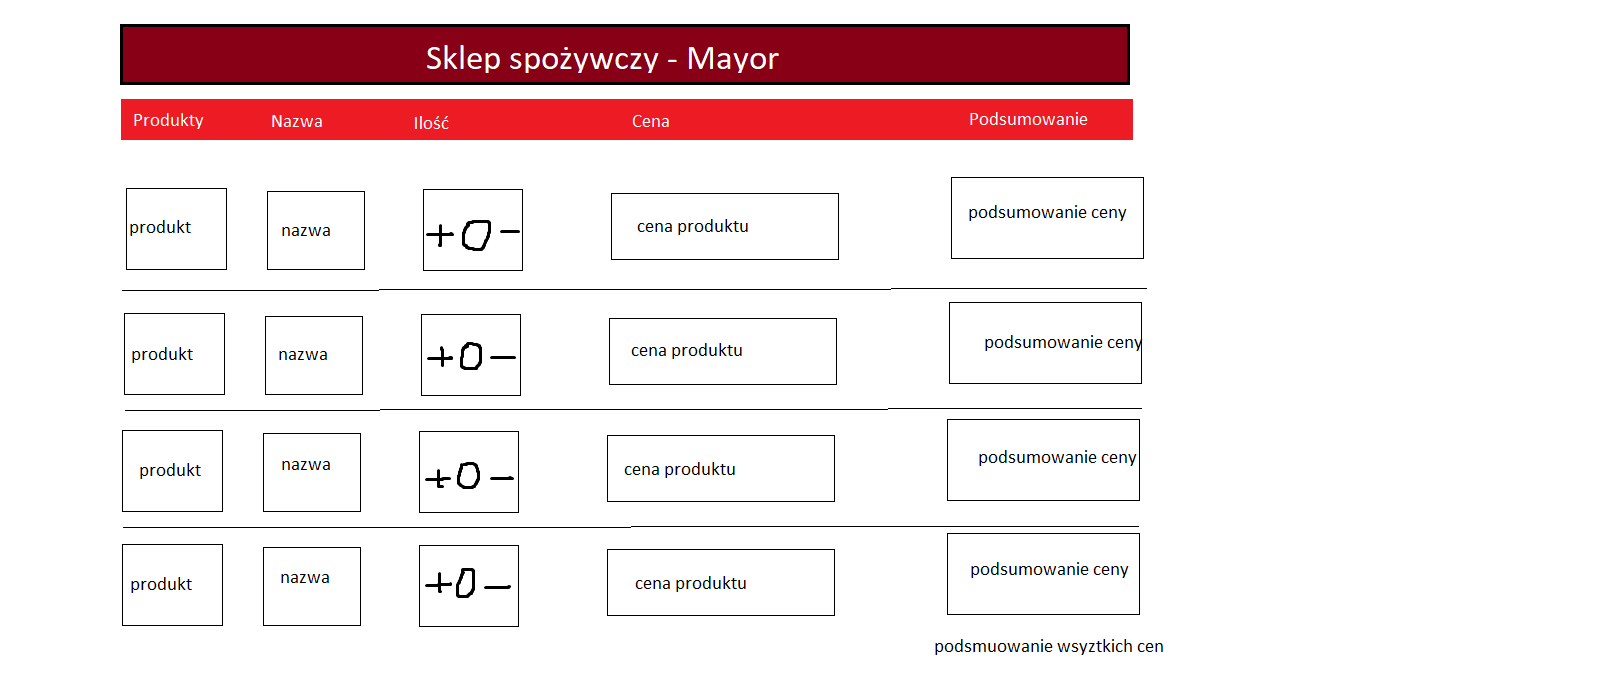 Sklep spożywczy - Mayor
Produkty Nazwa Ilość Cena Podsumowanie
produkt nazwa +0- cena produktu podsumowanie ceny
produkt nazwa +0- cena produktu podsumowanie ceny
produkt nazwa +0- cena produktu podsumowanie ceny
produkt nazwa +0- cena produktu podsumowanie ceny
podsmuowanie wsyztkich cen